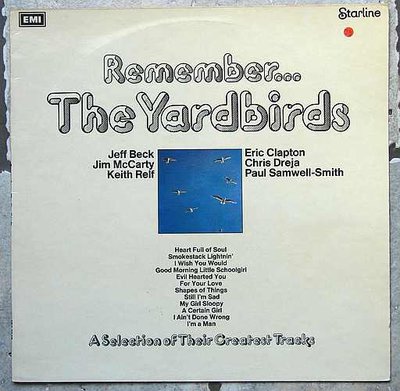 EMI
Starline
Remember...
The Yardbirds
Jeff Beck
Jim McCarty
Keith Relf
Eric Clapton
Chris Dreja
Paul Samwell-Smith
Heart Full of Soul
Smokestack Lightnin'
I Wish You Would
Good Morning Little Schoolgirl
Evil Hearted You
For Your Love
Shapes of Things
Still I'm Sad
My Girl Sloopy
A Certain Girl
I Ain't Done Wrong
I'm a Man
A Selection of Their Greatest Tracks